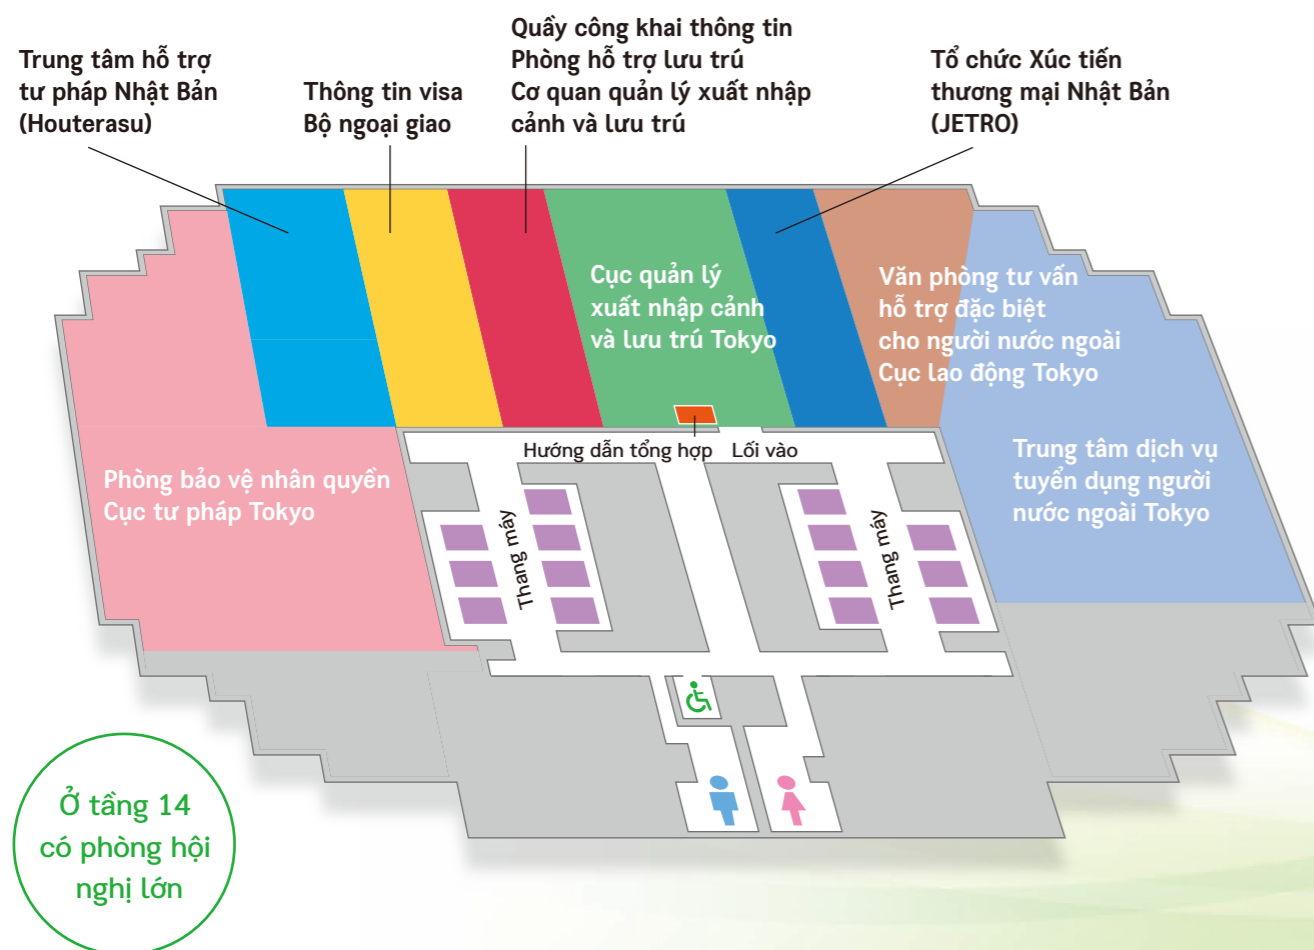 Trung tâm hỗ trợ
tư pháp Nhật Bản
(Houterasu)
Thông tin visa
Bộ ngoại giao
Quầy công khai thông tin
Phòng hỗ trợ lưu trú
Cơ quan quản lý xuất nhập
cảnh và lưu trú
Tổ chức Xúc tiến
thương mại Nhật Bản
(JETRO)
Cục quản lý
xuất nhập cảnh
và lưu trú Tokyo
Văn phòng tư vấn
hỗ trợ đặc biệt
cho người nước ngoài
Cục lao động Tokyo
Hướng dẫn tổng hợp
Lối vào
Phòng bảo vệ nhân quyền
Cục tư pháp Tokyo
Trung tâm dịch vụ
tuyển dụng người
nước ngoài Tokyo
Thang máy
Thang máy
Ở tầng 14
có phòng hội
nghị lớn